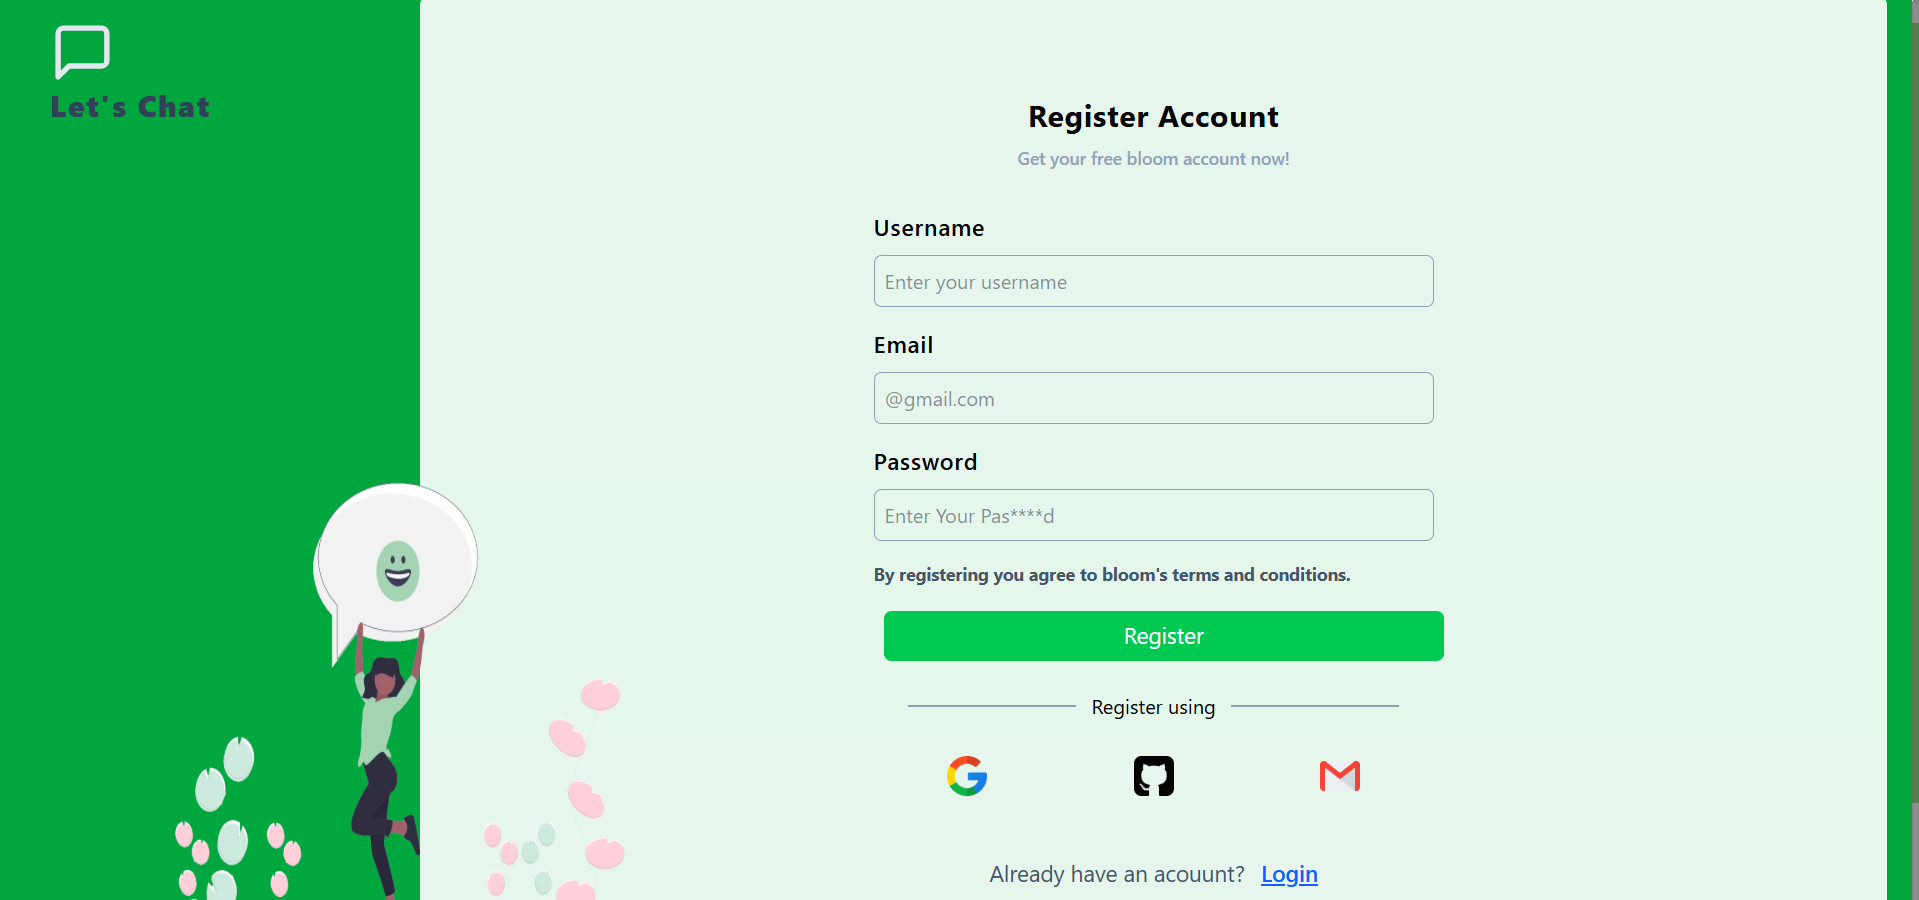 Let's Chat
Register Account
Get your free bloom account now!
Username
Enter your username
Email
@gmail.com
Password
Enter Your Pas****d
By registering you agree to bloom's terms and conditions.
Register
Register using
Already have an acouunt? Login